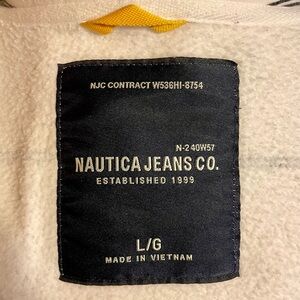 NJC CONTRACT W536HI-8754
N-2 40W57
NAUTICA JEANS CO.
ESTABLISHED 1999
L/G
MADE IN VIETNAM